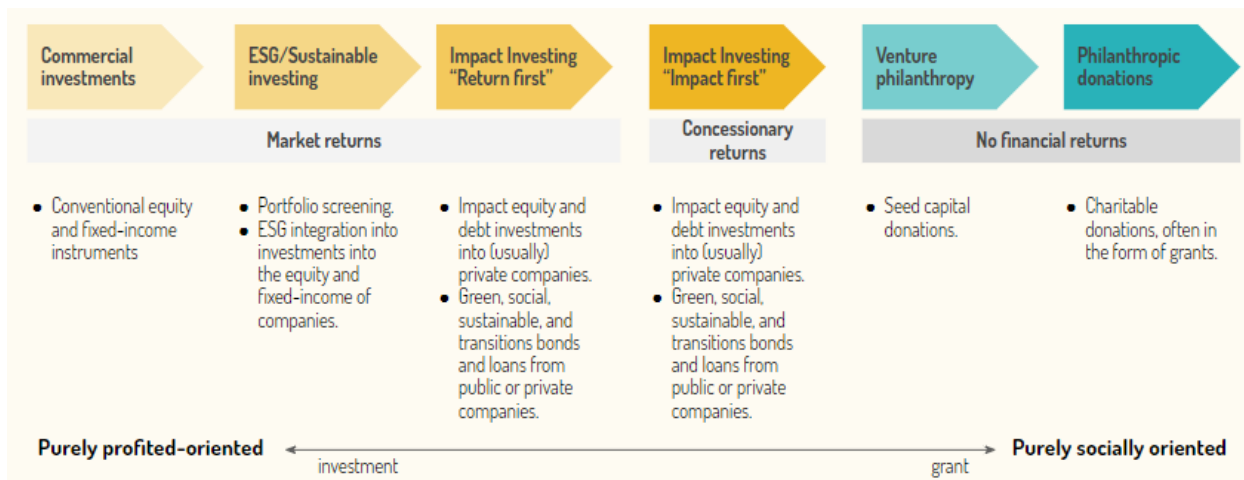 Commercial
investments
ESG/Sustainable
investing
Impact Investing
“Return first”
Impact Investing
“Impact first”
Venture
philanthropy
Philanthropic
donations
Market returns
Concessionary
returns
No financial returns
● Conventional equity
and fixed-income
instruments
● Portfolio screening.
● ESG integration into
investments into
the equity and
fixed-income of
companies.
● Impact equity and
debt investments
into (usually)
private companies.
● Green, social,
sustainable, and
transitions bonds
and loans from
public or private
companies.
● Impact equity and
debt investments
into (usually)
private companies.
● Green, social,
sustainable, and
transitions bonds
and loans from
public or private
companies.
● Seed capital
donations.
● Charitable
donations, often in
the form of grants.
Purely profited-oriented
investment
grant
Purely socially oriented